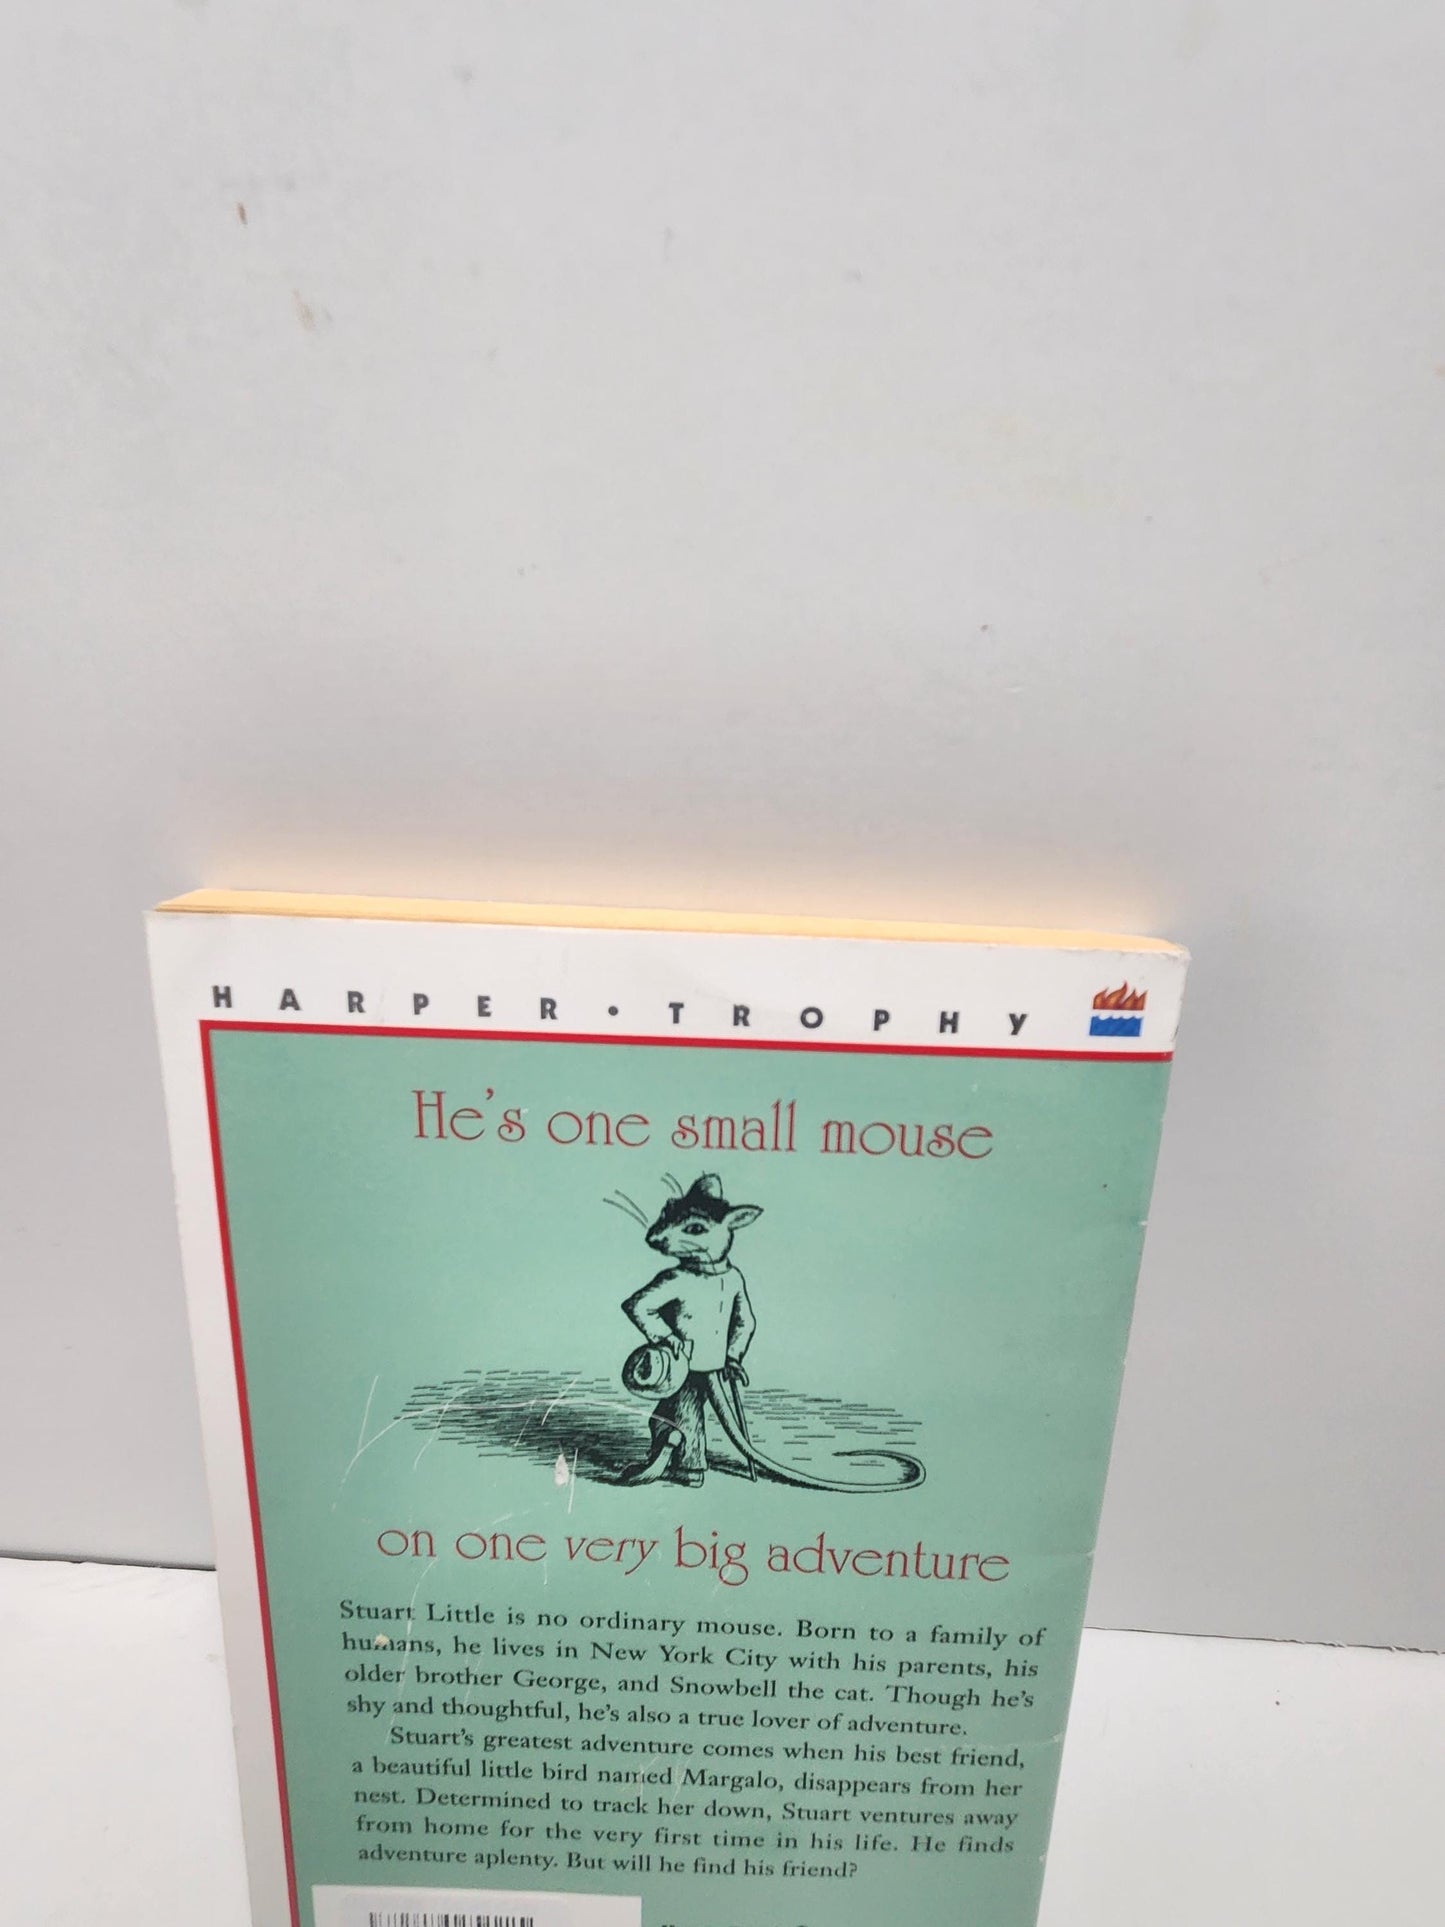 HARPER • TROPHY
He's one small mouse
on one very big adventure
Stuart Little is no ordinary mouse. Born to a family of
humans, he lives in New York City with his parents, his
older brother George, and Snowbell the cat. Though he's
shy and thoughtful, he's also a true lover of adventure.
Stuart's greatest adventure comes when his best friend,
a beautiful little bird named Margalo, disappears from her
nest. Determined to track her down, Stuart ventures away
from home for the very first time in his life. He finds
adventure aplenty. But will he find his friend?